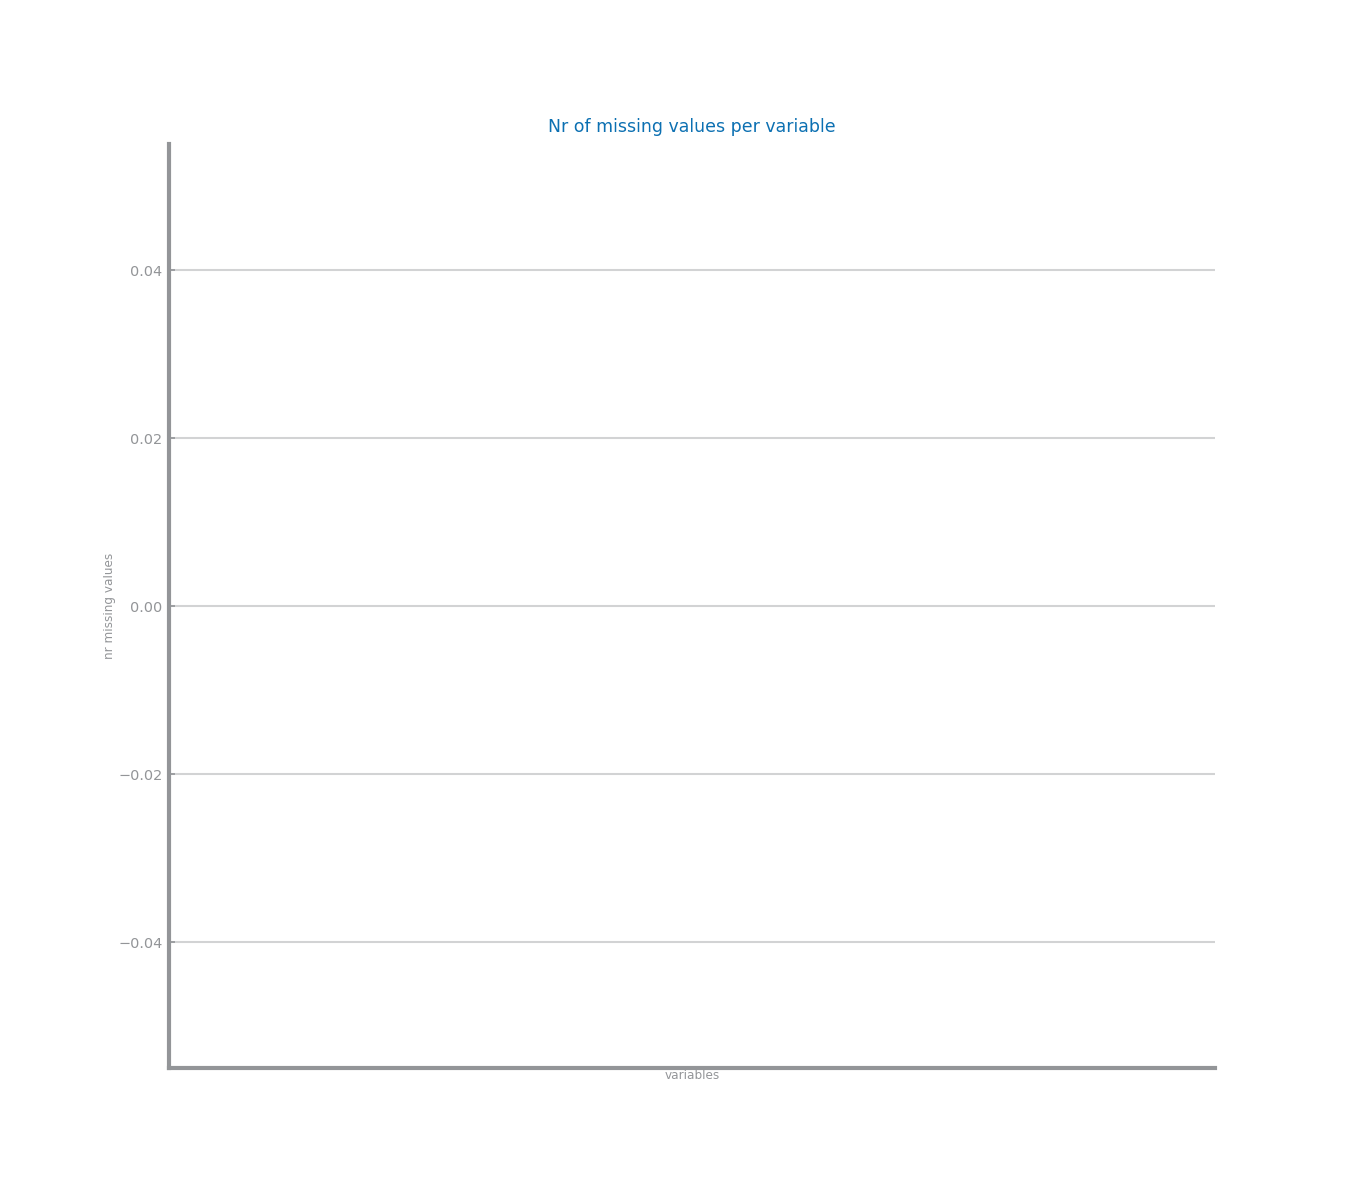 Nr of missing values per variable
0.04
0.02
0.00
−0.02
−0.04
nr missing values
variables